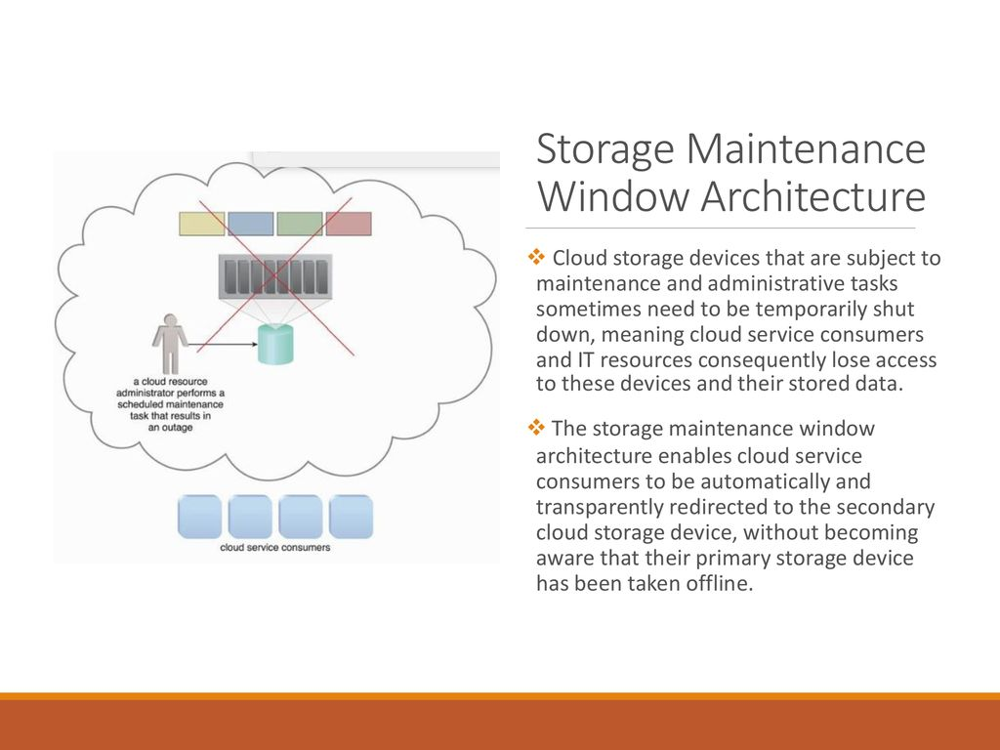 Storage Maintenance
Window Architecture
Cloud storage devices that are subject to
maintenance and administrative tasks
sometimes need to be temporarily shut
down, meaning cloud service consumers
and IT resources consequently lose access
to these devices and their stored data.
The storage maintenance window
architecture enables cloud service
consumers to be automatically and
transparently redirected to the secondary
cloud storage device, without becoming
aware that their primary storage device
has been taken offline.
a cloud resource
administrator performs a
scheduled maintenance
task that results in
an outage
cloud service consumers